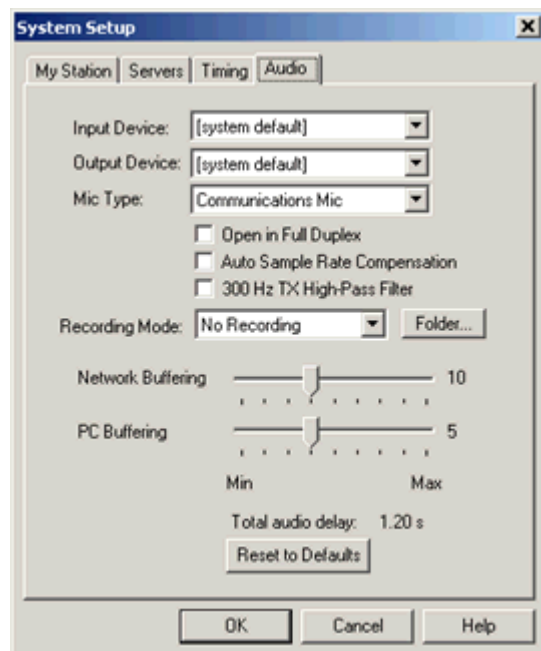 System Setup
My Station Servers Timing Audio
Input Device: [system default]
Output Device: [system default]
Mic Type: Communications Mic
Open in Full Duplex
Auto Sample Rate Compensation
300 Hz TX High-Pass Filter
Recording Mode: No Recording Folder...
Network Buffering 10
PC Buffering 5
Min Max
Total audio delay: 1.20 s
Reset to Defaults
OK Cancel Help